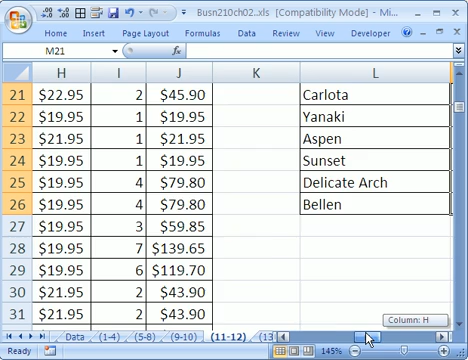 Busn210ch02..xls [Compatibility Mode] - Mi...
Home Insert Page Layout Formulas Data Review View Developer
M21 fx
H I J K L
21 $22.95 2 $45.90 Carlota
22 $19.95 1 $19.95 Yanaki
23 $21.95 1 $21.95 Aspen
24 $19.95 1 $19.95 Sunset
25 $19.95 4 $79.80 Delicate Arch
26 $19.95 4 $79.80 Bellen
27 $19.95 3 $59.85
28 $19.95 7 $139.65
29 $19.95 6 $119.70
30 $21.95 2 $43.90
31 $21.95 2 $43.90
Column: H
Data (1-4) (5-8) (9-10) (11-12) (13
Ready 145%